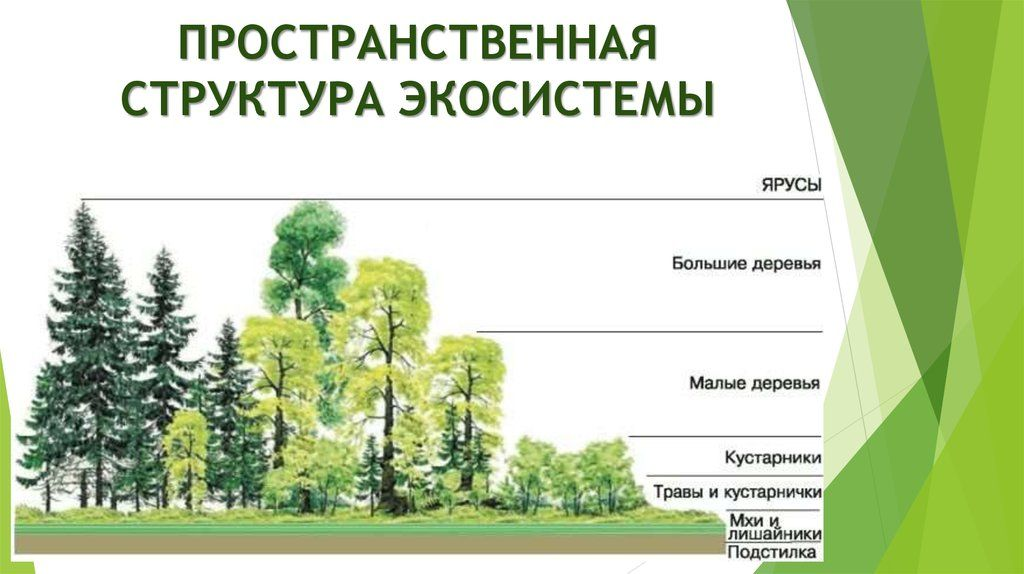 ПРОСТРАНСТВЕННАЯ
СТРУКТУРА ЭКОСИСТЕМЫ
ЯРУСЫ
Большие деревья
Малые деревья
Кустарники
Травы и кустарнички
Мхи и
лишайники
Подстилка